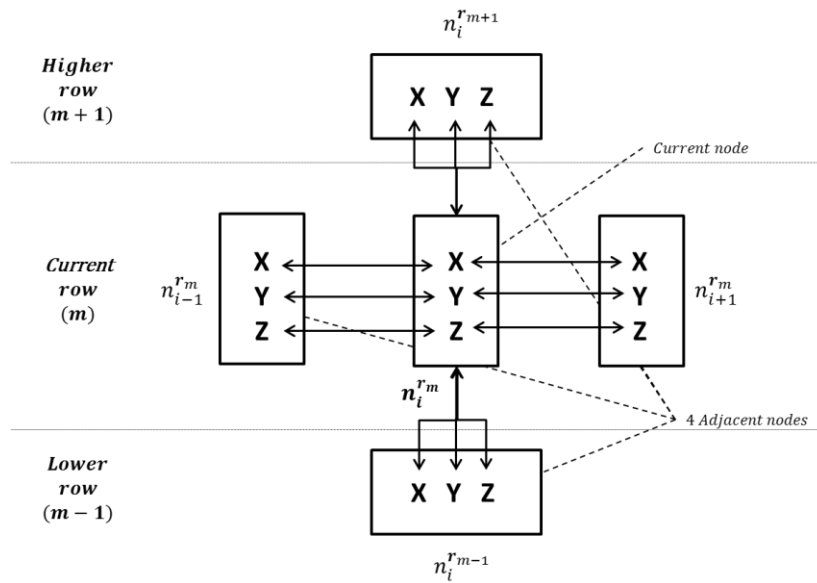 n_i^{r_{m+1}}
Higher
row
(m + 1)
X Y Z
Current node
Current
row
(m)
n_{i-1}^{r_m}
X
Y
Z
X
Y
Z
X
Y
Z
n_{i+1}^{r_m}
n_i^{r_m}
4 Adjacent nodes
Lower
row
(m − 1)
X Y Z
n_i^{r_{m-1}}